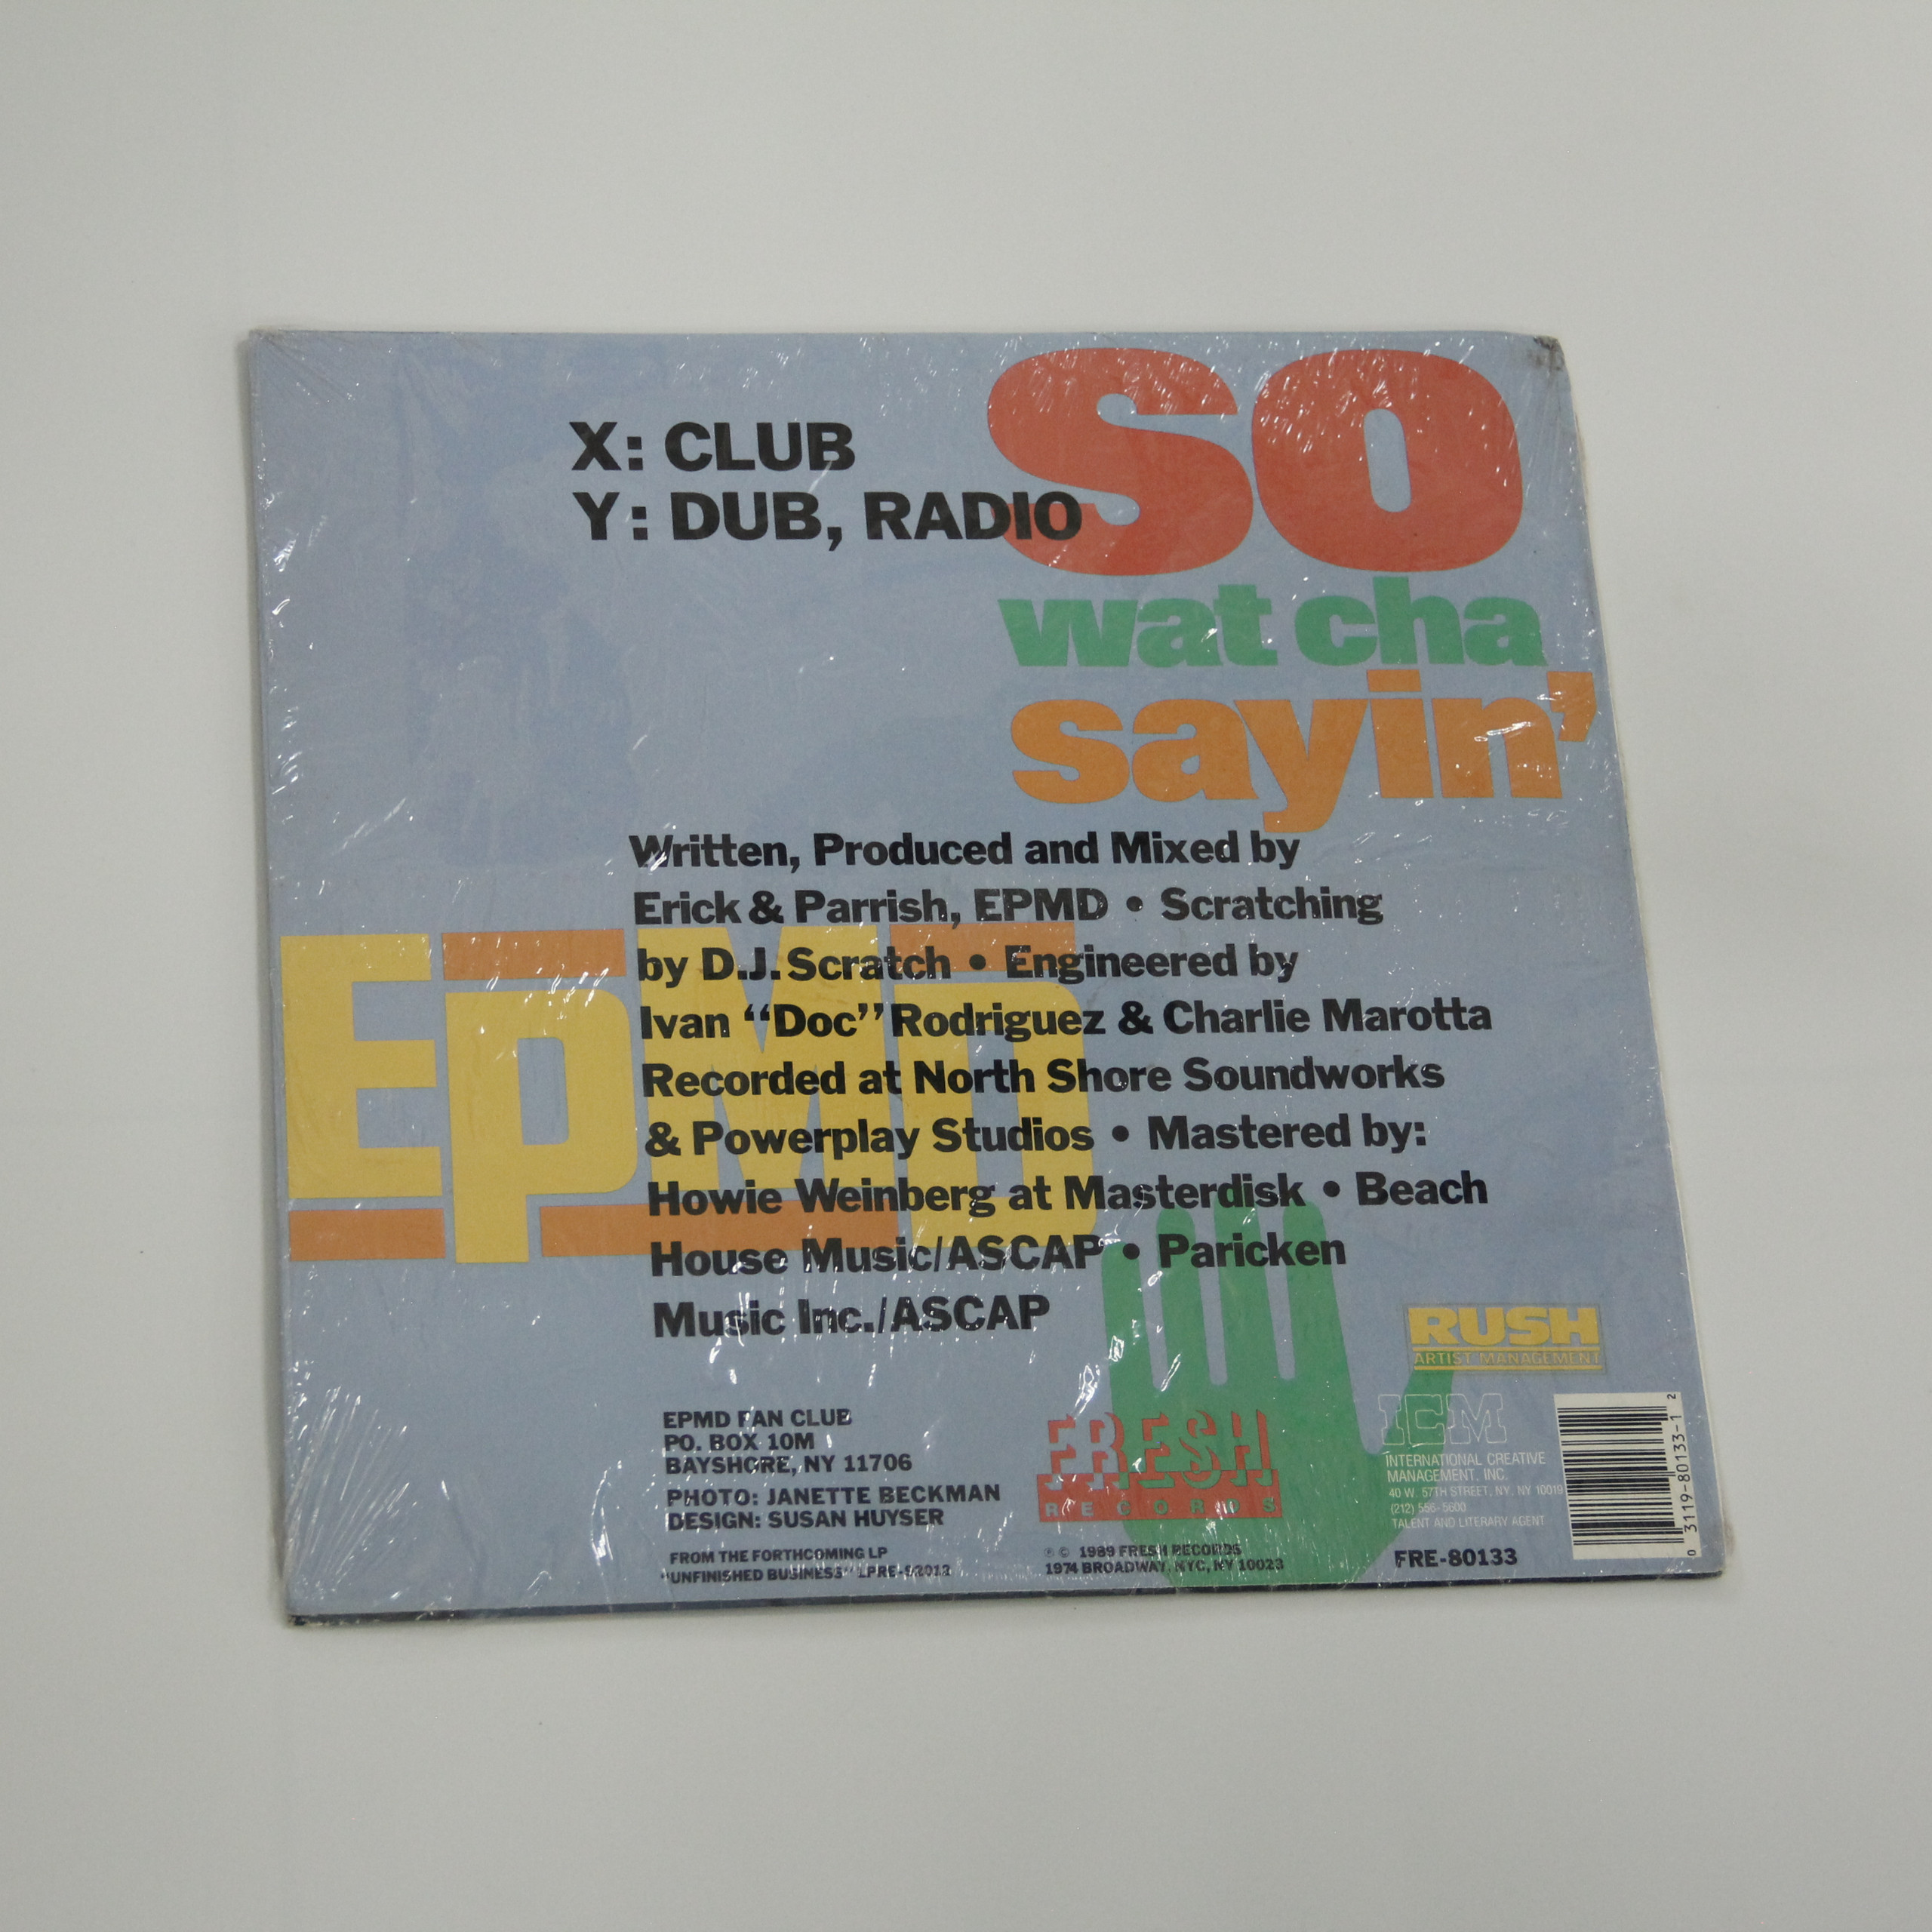 X: CLUB
Y: DUB, RADIO
SO
wat cha
sayin'
EpMD
Written, Produced and Mixed by
Erick & Parrish, EPMD • Scratching
by D.J. Scratch • Engineered by
Ivan “Doc” Rodriguez & Charlie Marotta
Recorded at North Shore Soundworks
& Powerplay Studios • Mastered by:
Howie Weinberg at Masterdisk • Beach
House Music/ASCAP • Paricken
Music Inc./ASCAP
EPMD FAN CLUB
PO. BOX 10M
BAYSHORE, NY 11706
PHOTO: JANETTE BECKMAN
DESIGN: SUSAN HUYSER
FROM THE FORTHCOMING LP
"UNFINISHED BUSINESS"
FRESH
RECORDS
℗ © 1989 FRESH RECORDS
1974 BROADWAY, NYC, NY 10023
RUSH
ARTIST MANAGEMENT
ICM
INTERNATIONAL CREATIVE
MANAGEMENT, INC.
40 W. 57TH STREET, NY, NY 10019
(212) 556-5600
TALENT AND LITERARY AGENT
FRE-80133
0 3119-80133-1 2